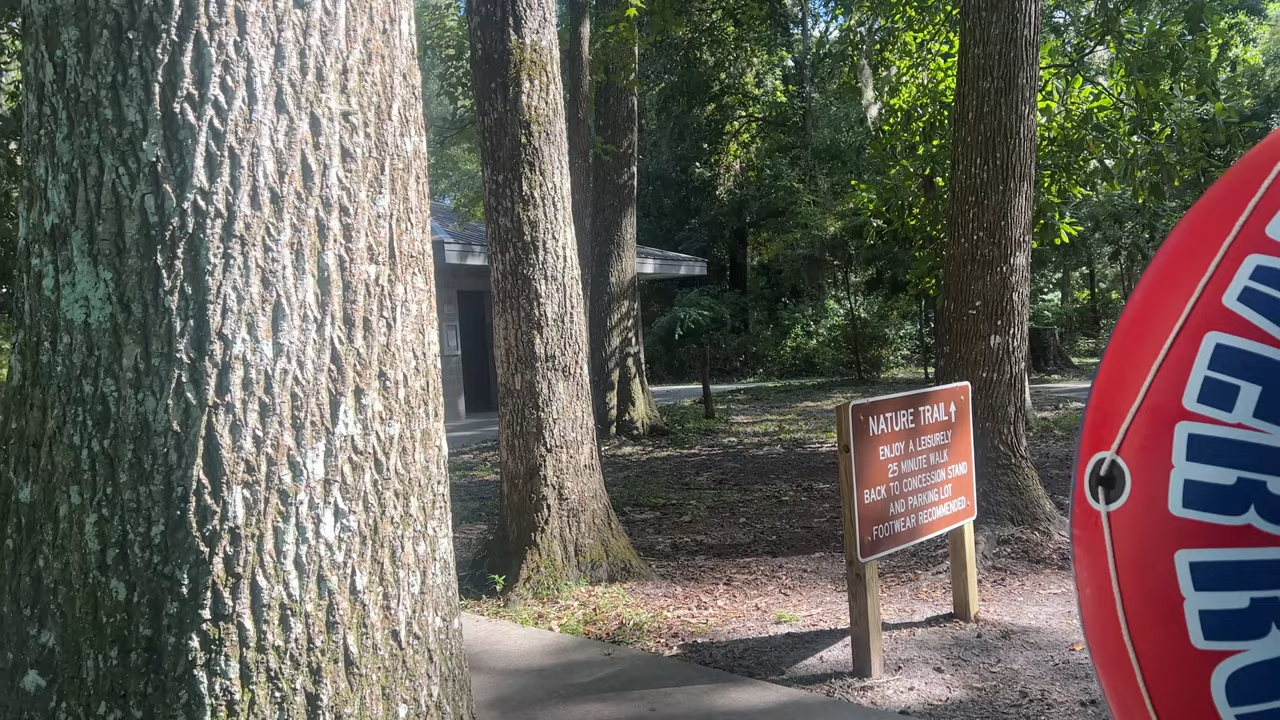 NATURE TRAIL↑
ENJOY A LEISURELY
25 MINUTE WALK
BACK TO CONCESSION STAND
AND PARKING LOT
FOOTWEAR RECOMMENDED